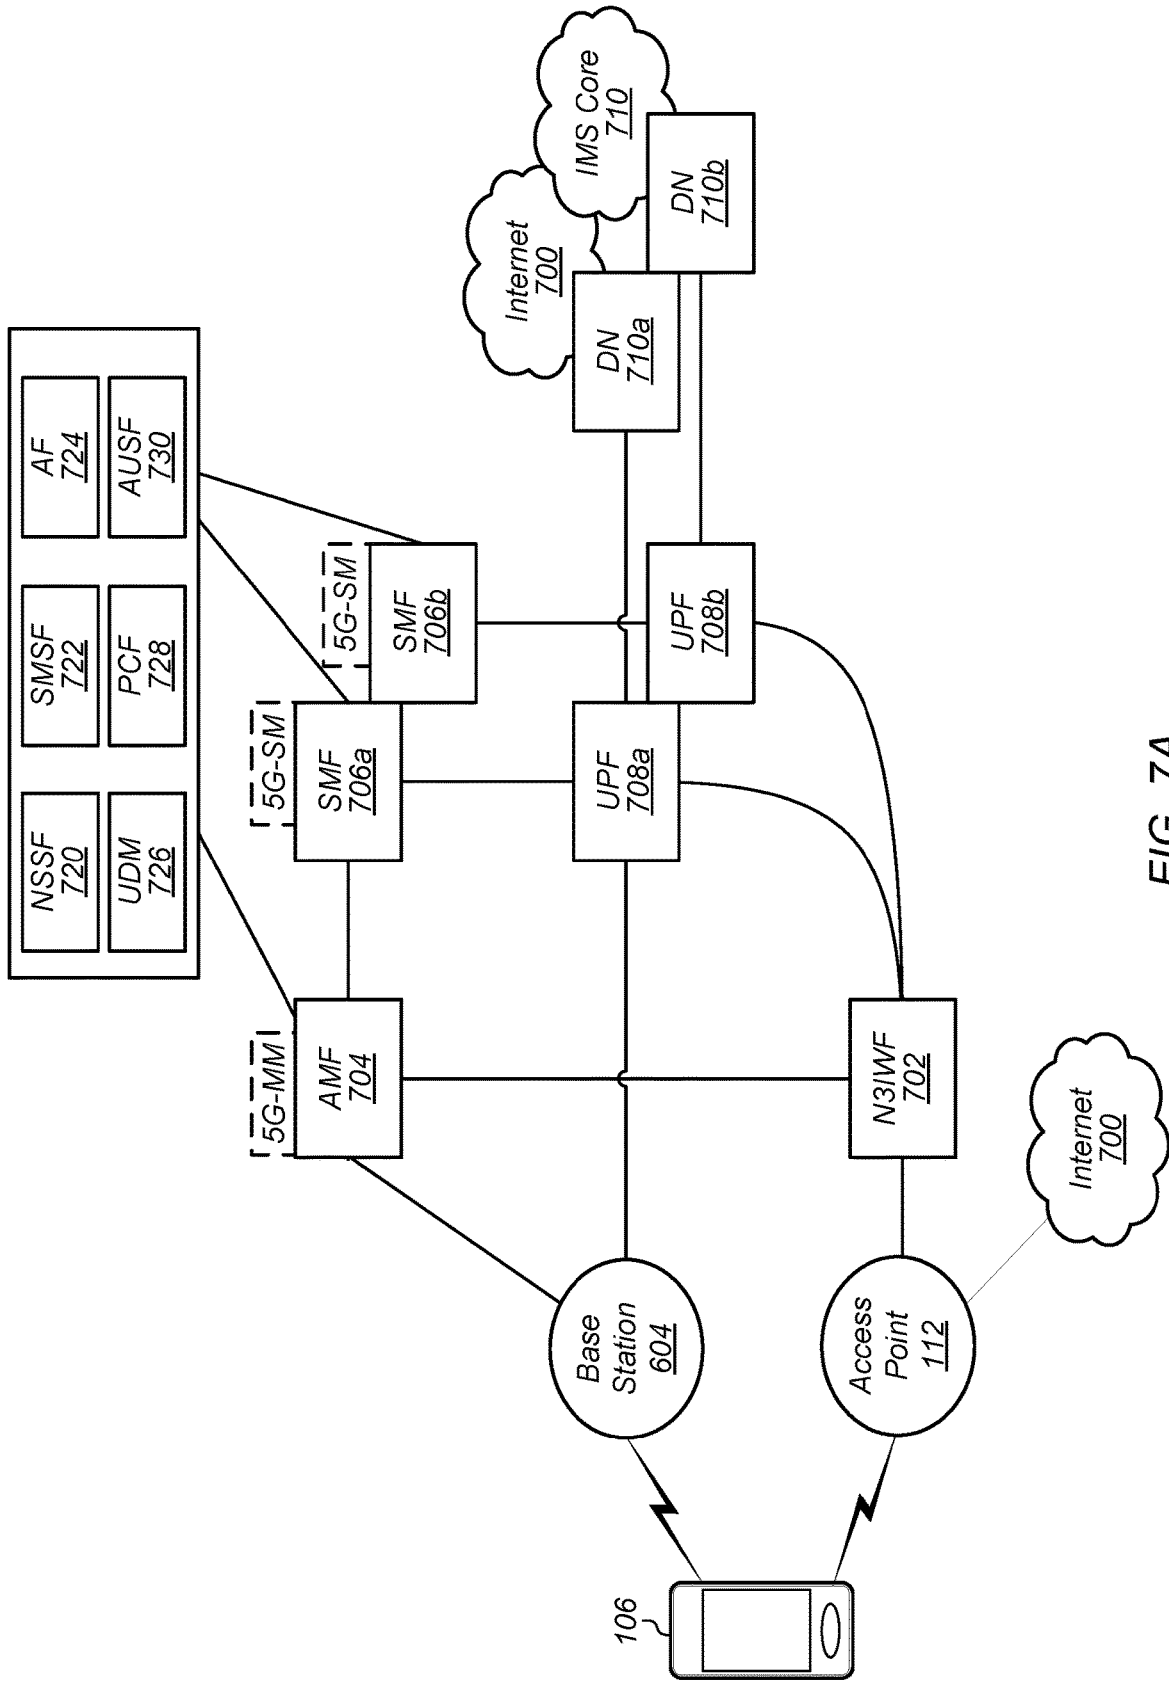 NSSF
720
SMSF
722
AF
724
UDM
726
PCF
728
AUSF
730
5G-MM
AMF
704
5G-SM
SMF
706a
5G-SM
SMF
706b
Internet
700
IMS Core
710
Base
Station
604
UPF
708a
UPF
708b
DN
710a
DN
710b
106
Access
Point
112
N3IWF
702
Internet
700
FIG. 7A